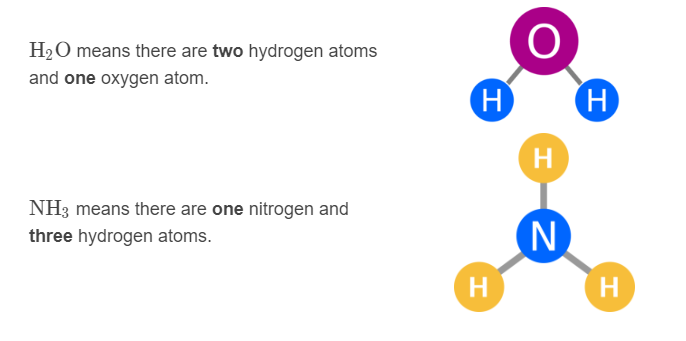 H₂O means there are two hydrogen atoms
and one oxygen atom.
O
H H
H
NH₃ means there are one nitrogen and
three hydrogen atoms.
N
H H